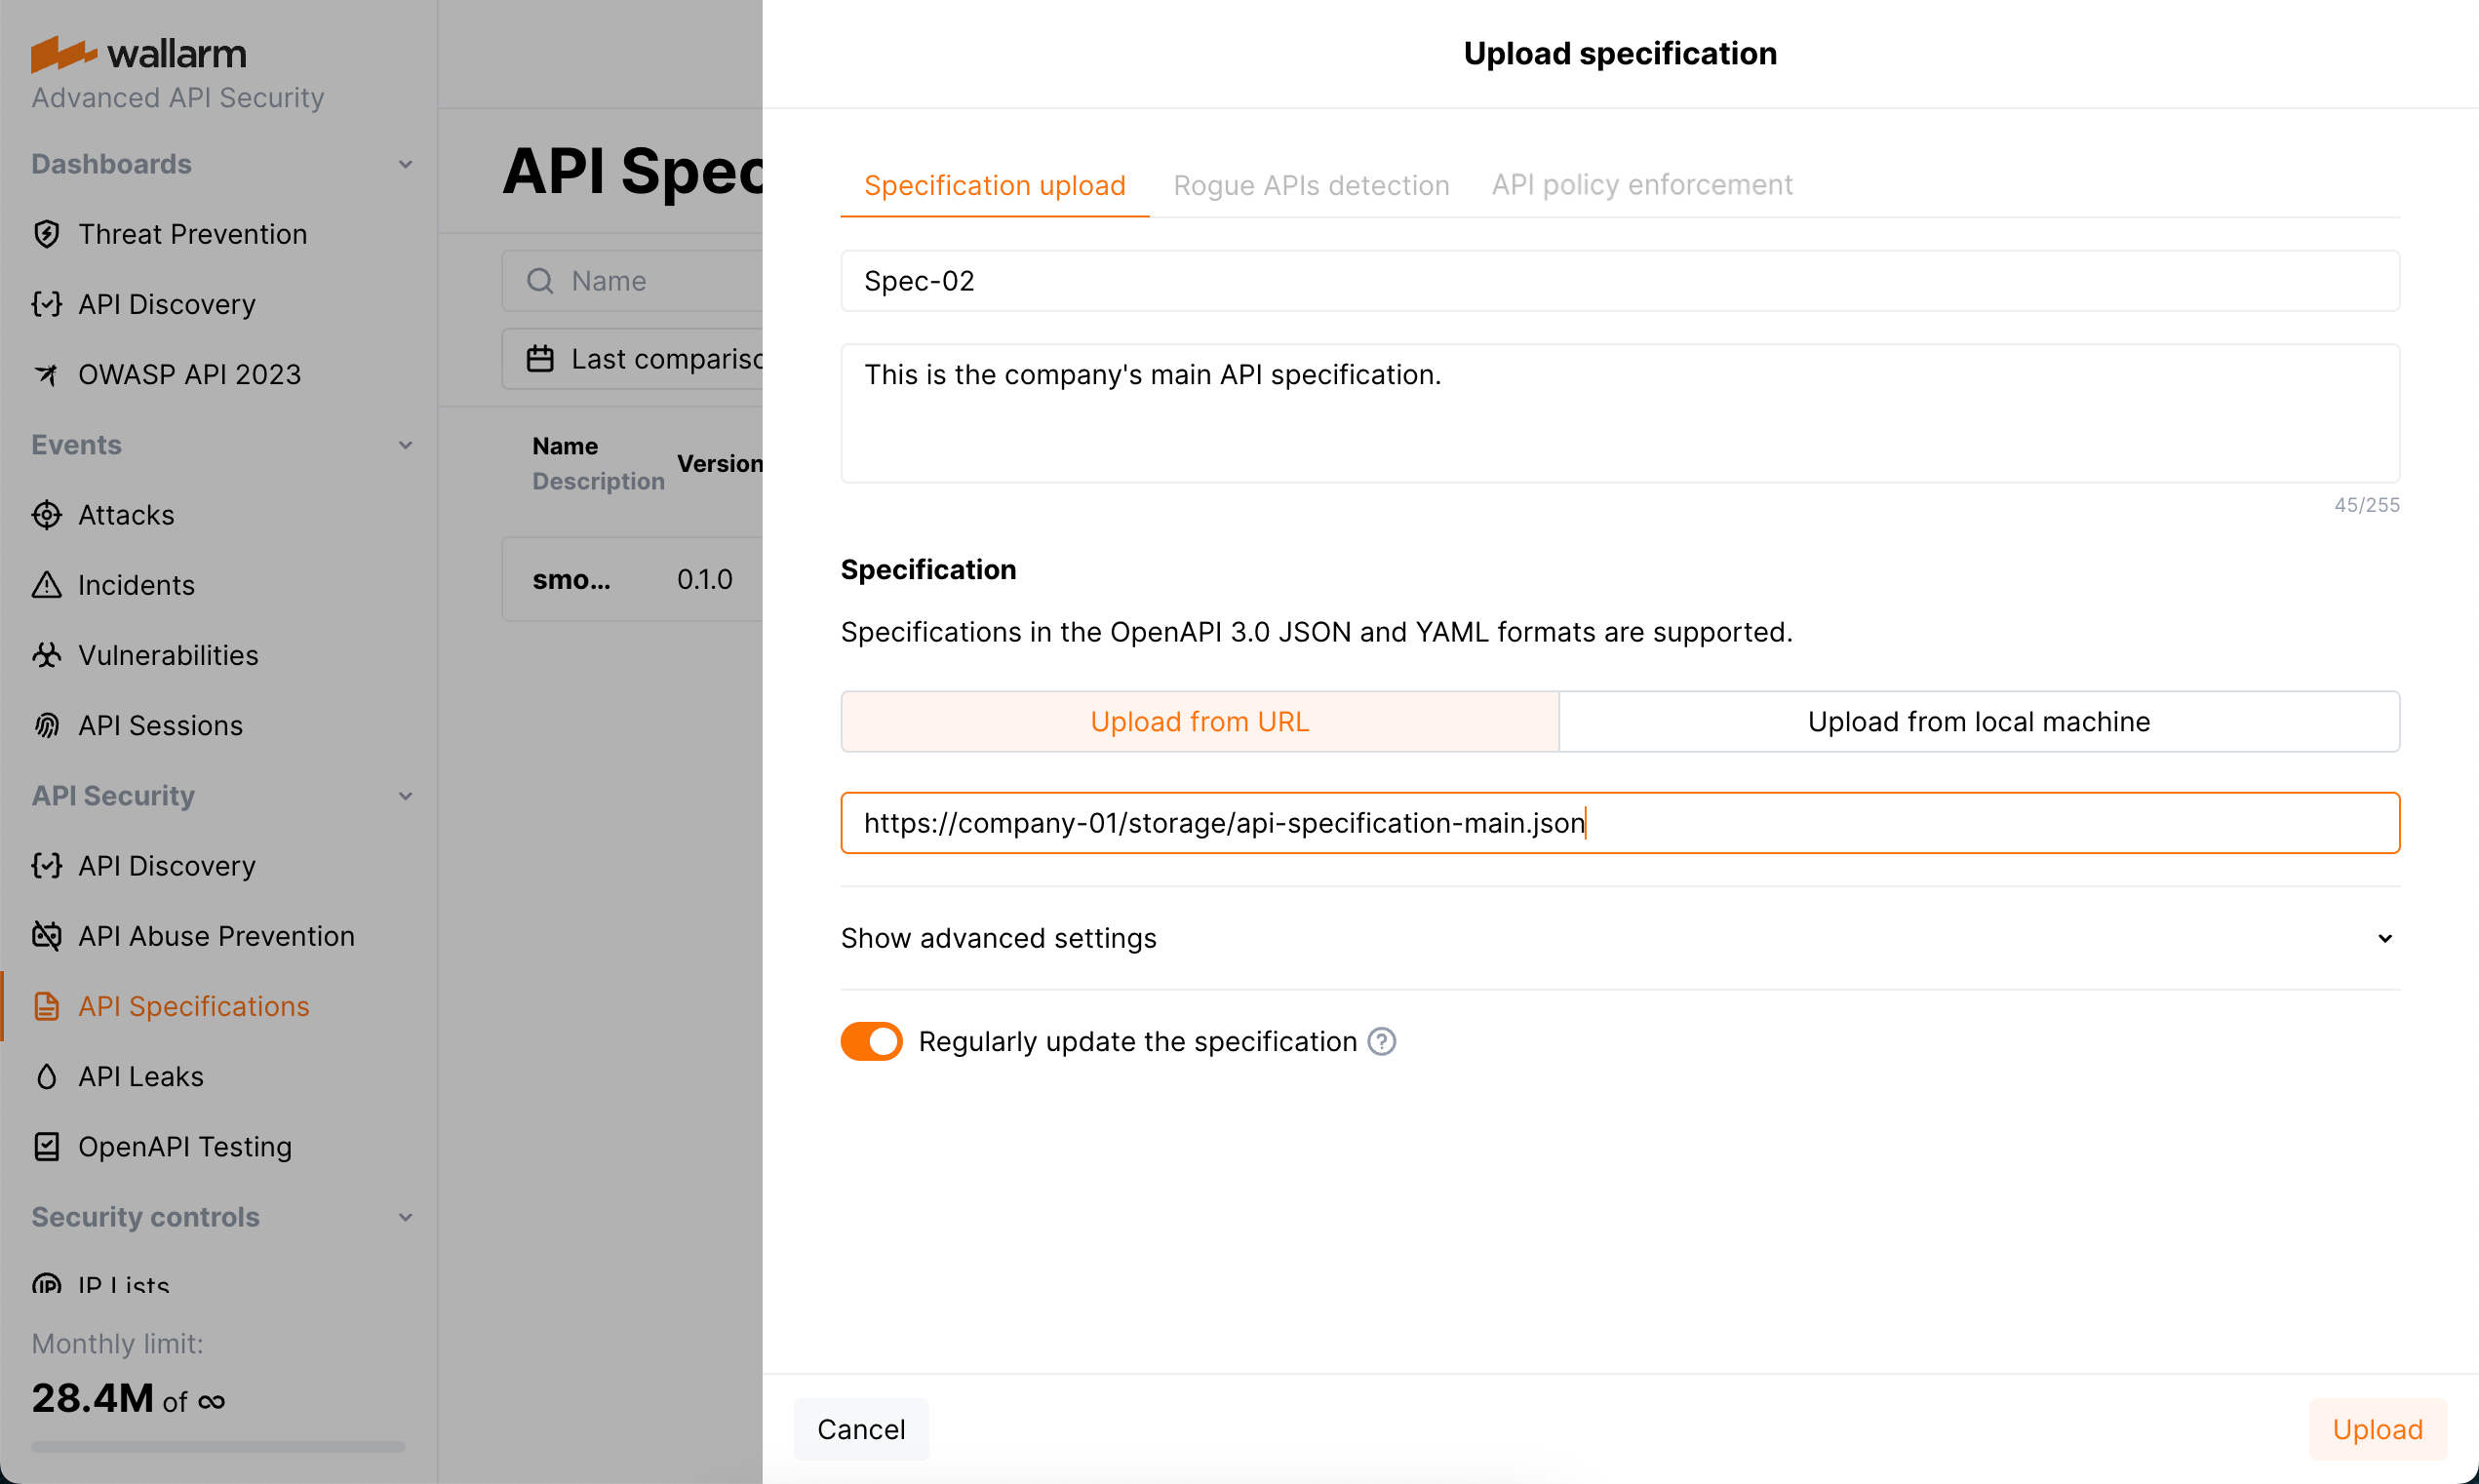 wallarm
Advanced API Security
Dashboards
Threat Prevention
API Discovery
OWASP API 2023
Events
Attacks
Incidents
Vulnerabilities
API Sessions
API Security
API Discovery
API Abuse Prevention
API Specifications
API Leaks
OpenAPI Testing
Security controls
IP Lists
Monthly limit:
28.4M of ∞
API Spec
Name
Last comparisc
Name
Description
Version
smo...
0.1.0
Upload specification
Specification upload
Rogue APIs detection
API policy enforcement
Spec-02
This is the company's main API specification.
45/255
Specification
Specifications in the OpenAPI 3.0 JSON and YAML formats are supported.
Upload from URL
Upload from local machine
https://company-01/storage/api-specification-main.json
Show advanced settings
Regularly update the specification
Cancel
Upload